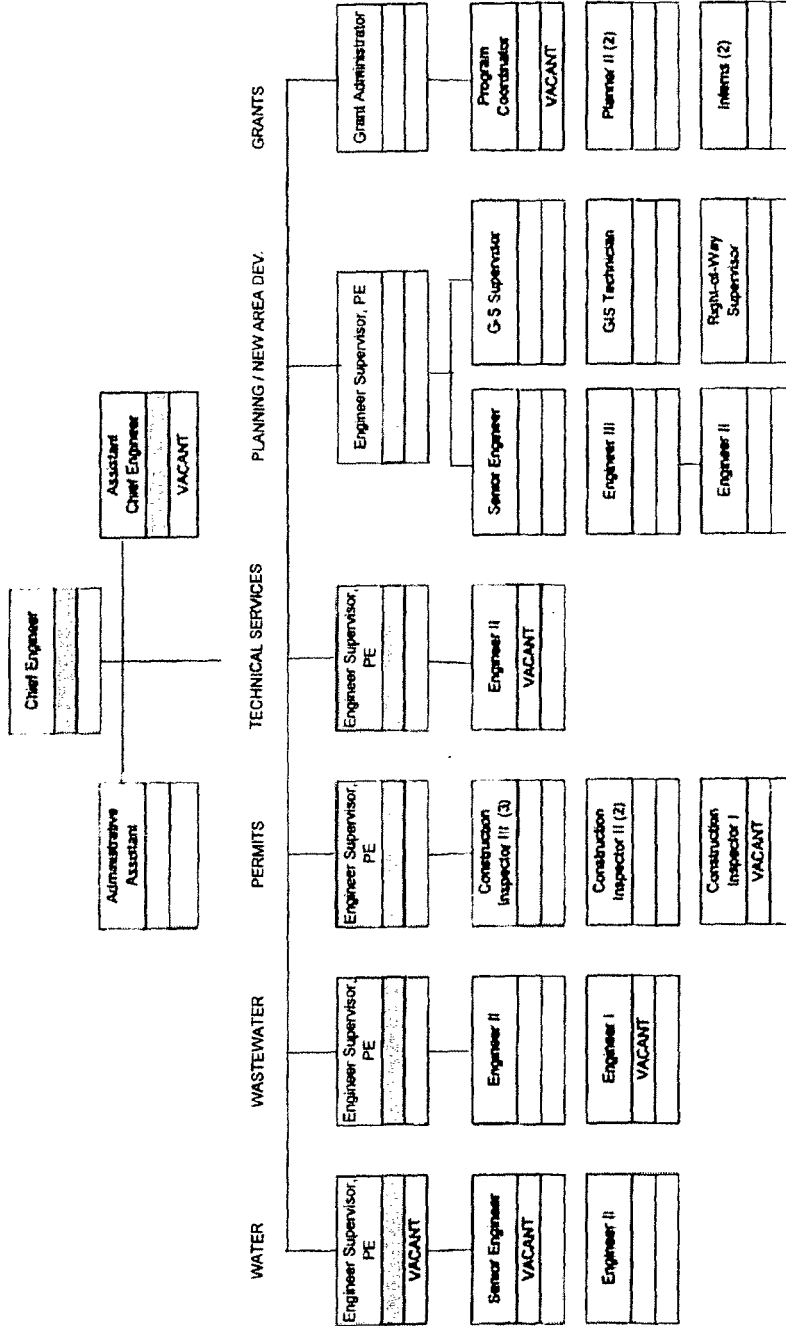 Chief Engineer
Administrative
Assistant
Assistant
Chief Engineer
VACANT
WATER
WASTEWATER
PERMITS
TECHNICAL SERVICES
PLANNING / NEW AREA DEV.
GRANTS
Engineer Supervisor,
PE
VACANT
Engineer Supervisor,
PE
Engineer Supervisor,
PE
Engineer Supervisor,
PE
Engineer Supervisor, PE
Grant Administrator
Senior Engineer
VACANT
Engineer II
Construction
Inspector III (3)
Engineer II
VACANT
Senior Engineer
GIS Supervisor
Program
Coordinator
VACANT
Engineer II
Engineer I
VACANT
Construction
Inspector II (2)
Engineer III
GIS Technician
Planner II (2)
Construction
Inspector I
VACANT
Engineer II
Right-of-Way
Supervisor
Interns (2)